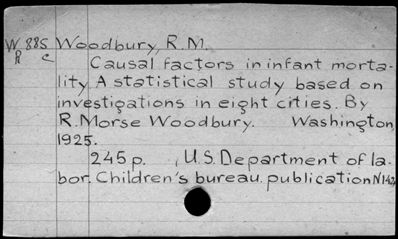 W 885 Woodbury, R.M.
R c
Causal factors in infant morta-
lity. A statistical study based on
investigations in eight cities. By
R. Morse Woodbury. Washington,
1925.
245 p. , U.S. Department of la-
bor. Children's bureau. publication N142